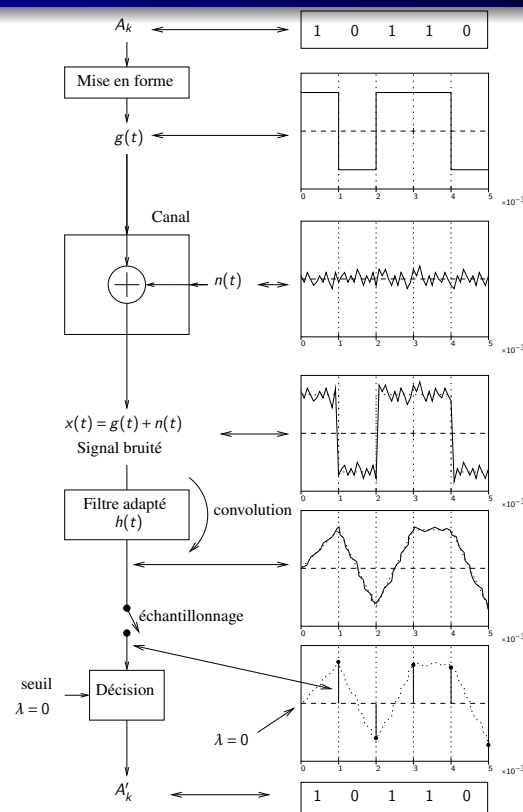 A_k
1 0 1 1 0
Mise en forme
g(t)
0 1 2 3 4 5 ×10⁻³
Canal
n(t)
0 1 2 3 4 5 ×10⁻³
x(t) = g(t) + n(t)
Signal bruité
0 1 2 3 4 5 ×10⁻³
Filtre adapté
h(t)
convolution
0 1 2 3 4 5 ×10⁻³
échantillonnage
seuil
λ = 0
Décision
λ = 0
0 1 2 3 4 5 ×10⁻³
A'_k
1 0 1 1 0